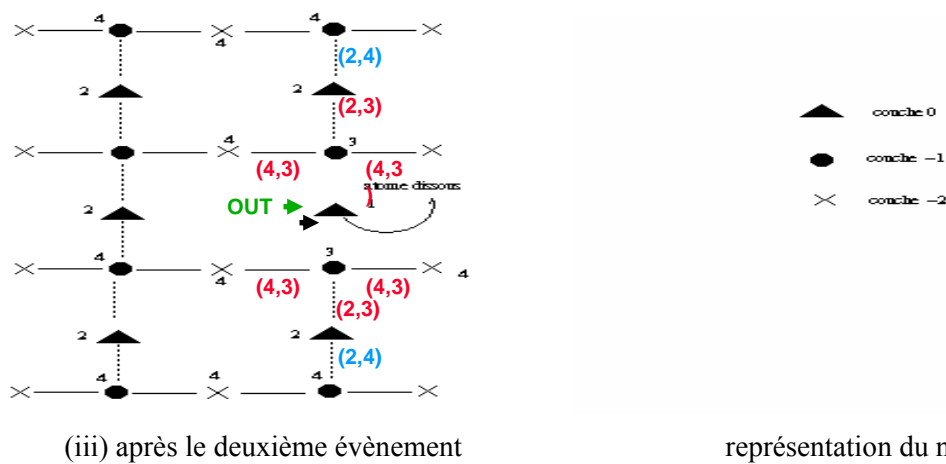 4 4 4
4
(2,4)
2 2
(2,3)
couche 0
4 3
(4,3) (4,3
couche −1
atome dissous
)
OUT 1
2
couche −2
4 3
4 4
(4,3) (4,3)
(2,3)
2 2
(2,4)
4 4 4
(iii) après le deuxième évènement
représentation du